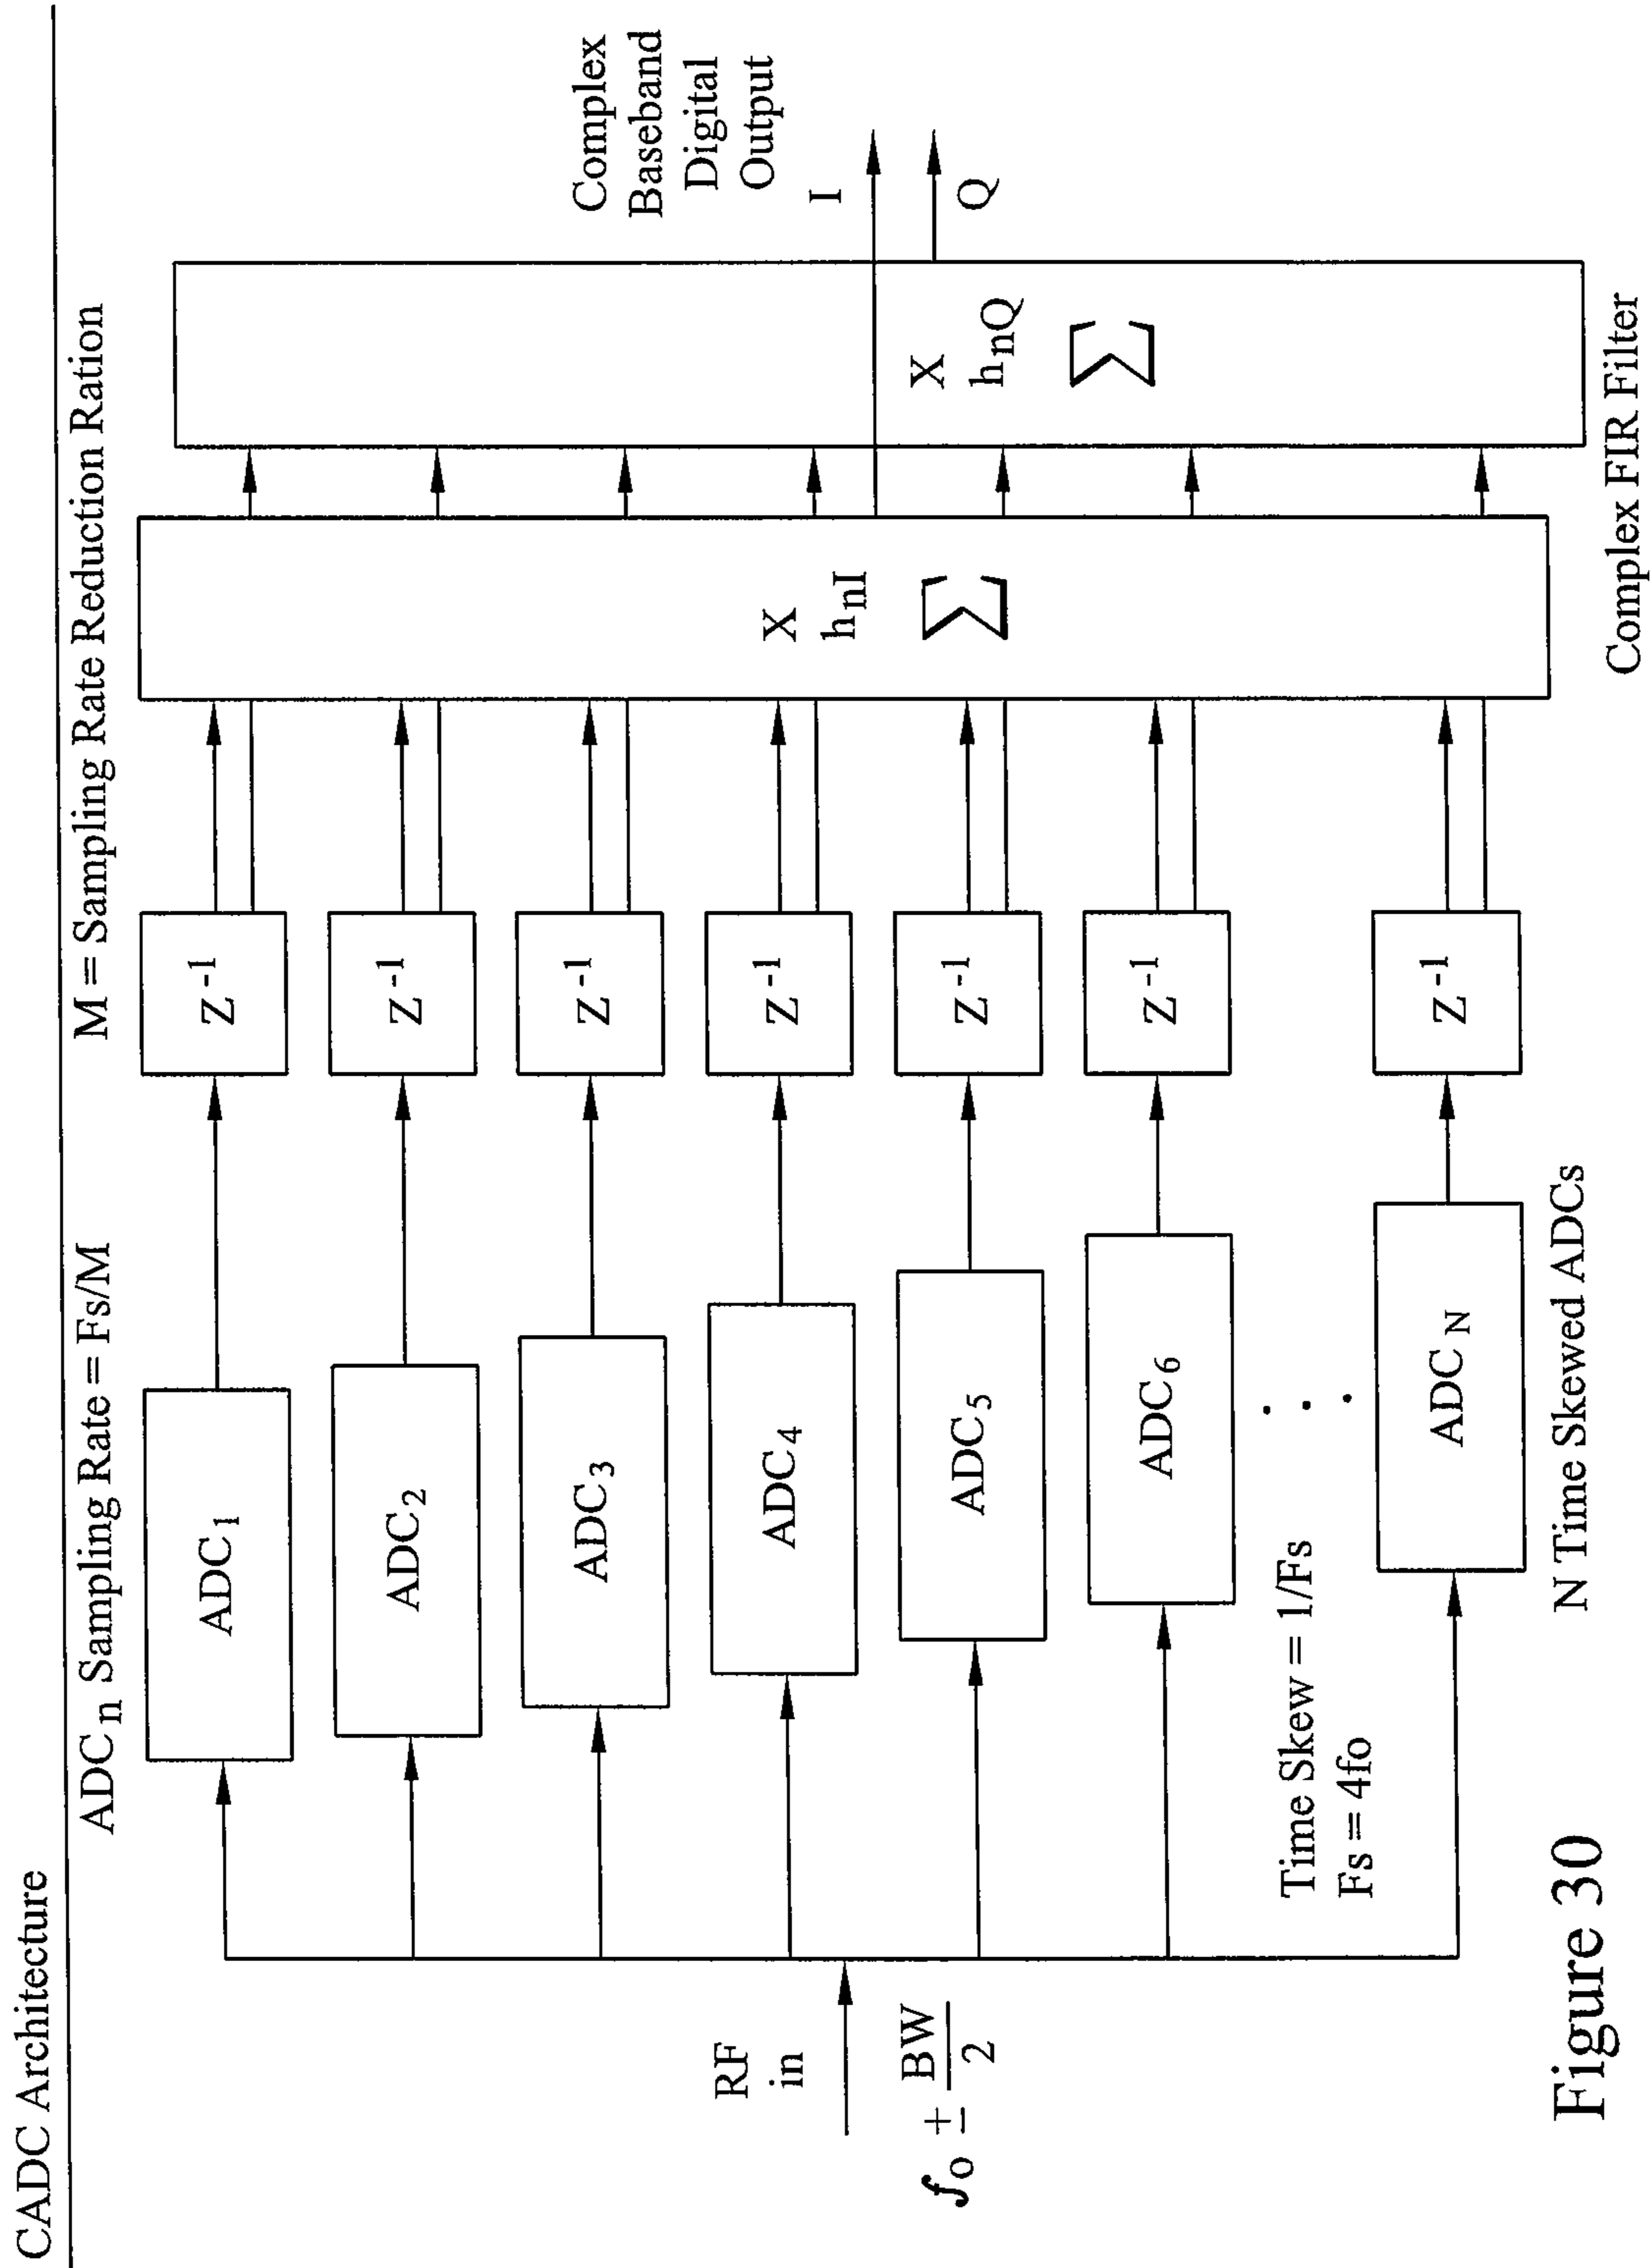 CADC Architecture
ADCn Sampling Rate = Fs/M
M = Sampling Rate Reduction Ration
RF
in
fo ± BW/2
ADC1
ADC2
ADC3
ADC4
ADC5
ADC6
. . .
ADCN
Time Skew = 1/Fs
Fs = 4fo
N Time Skewed ADCs
Z-1
Z-1
Z-1
Z-1
Z-1
Z-1
Z-1
X
hnI
Σ
X
hnQ
Σ
Complex FIR Filter
Complex
Baseband
Digital
Output
I
Q
Figure 30